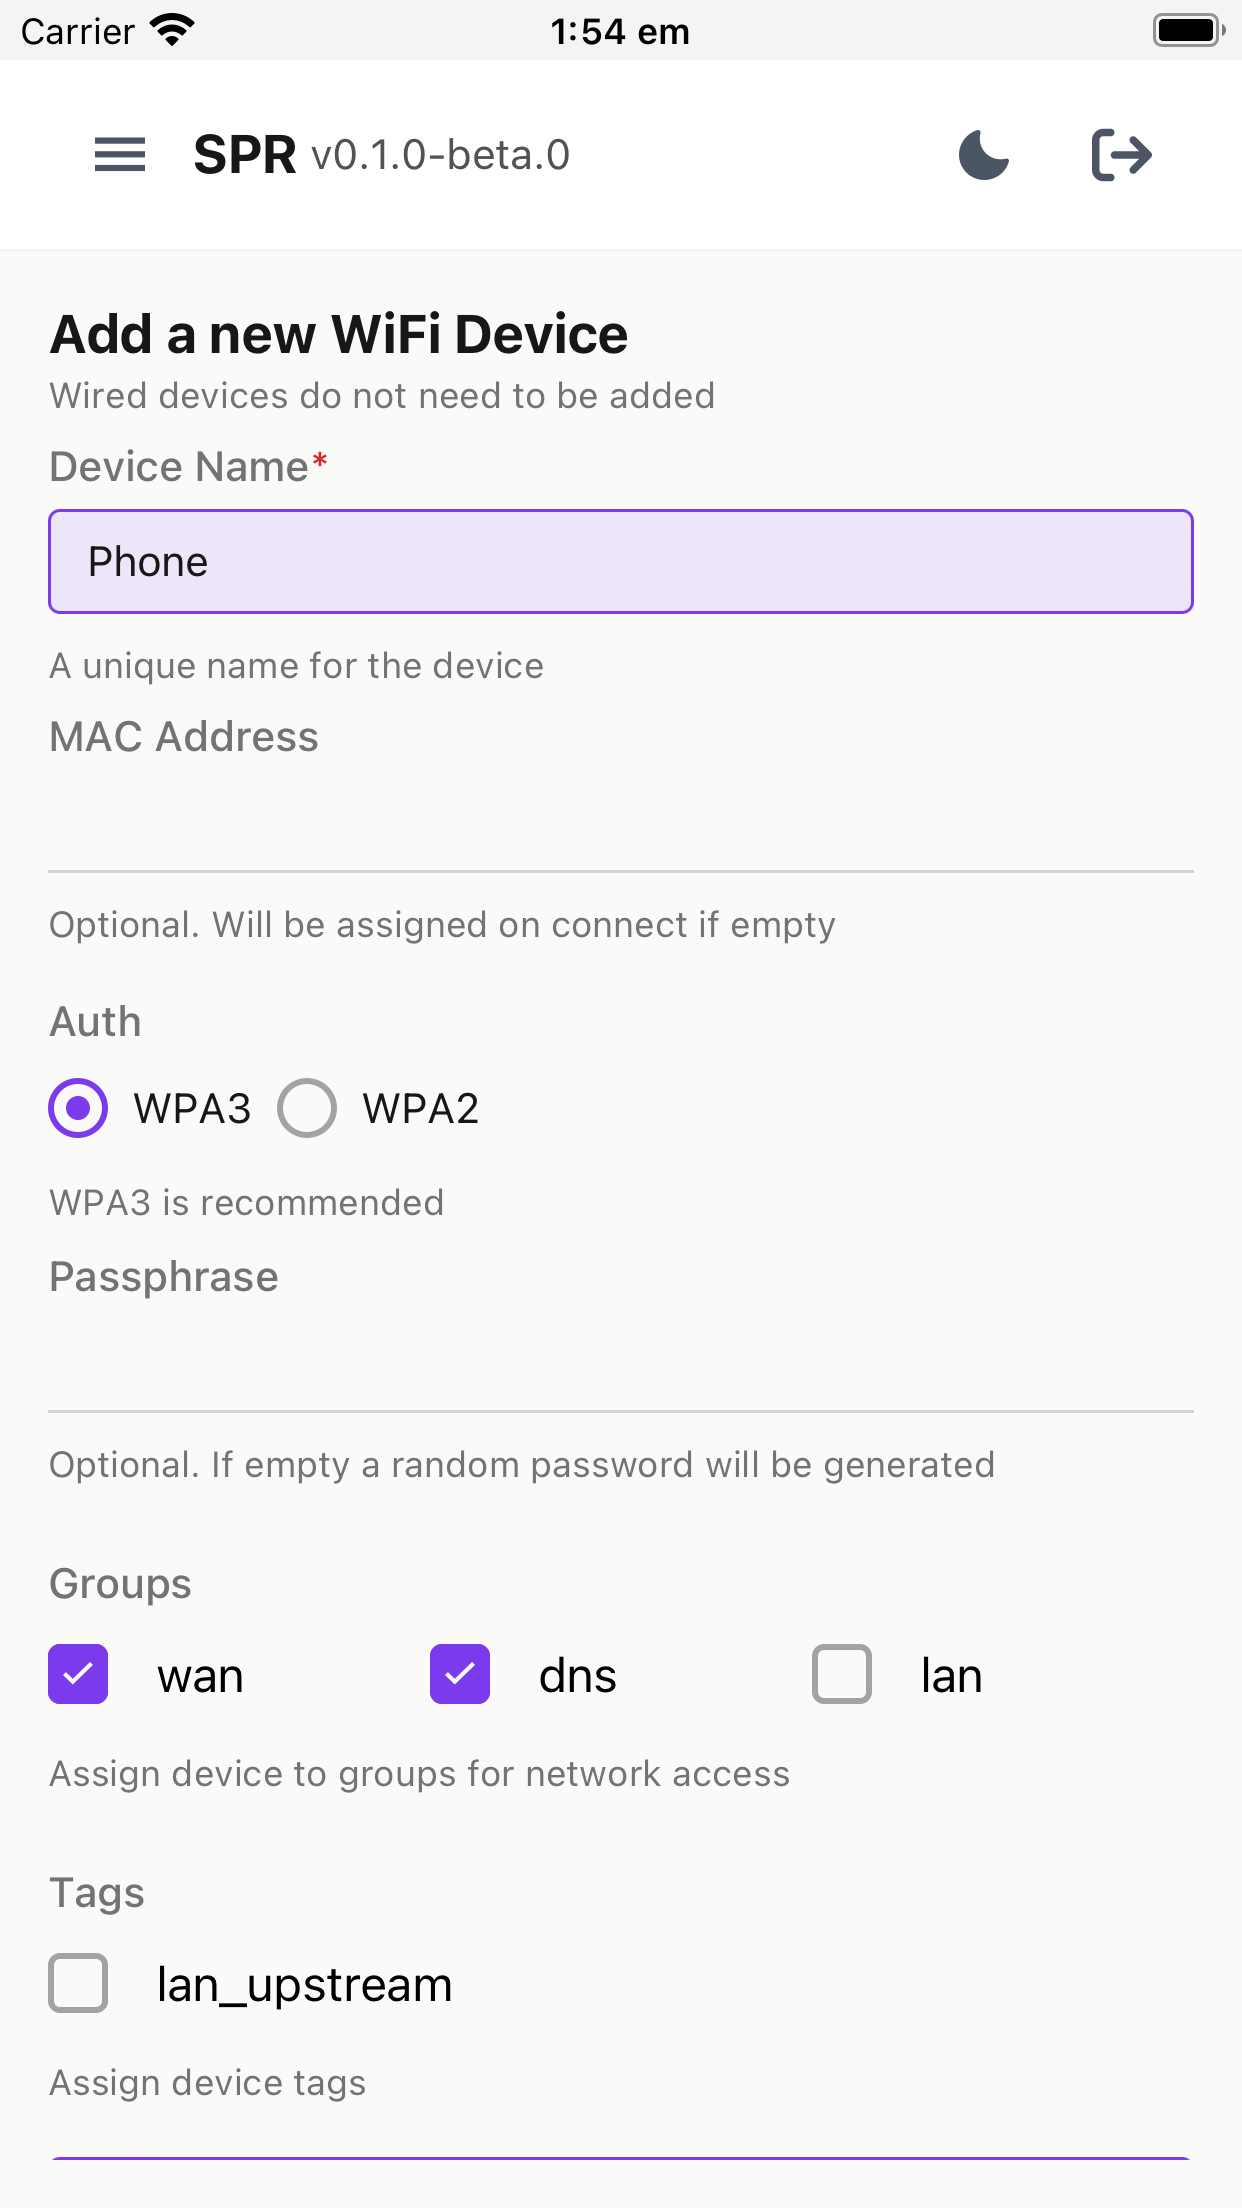 Carrier 1:54 em
SPR v0.1.0-beta.0
Add a new WiFi Device
Wired devices do not need to be added
Device Name*
Phone
A unique name for the device
MAC Address
Optional. Will be assigned on connect if empty
Auth
WPA3 WPA2
WPA3 is recommended
Passphrase
Optional. If empty a random password will be generated
Groups
wan dns lan
Assign device to groups for network access
Tags
lan_upstream
Assign device tags